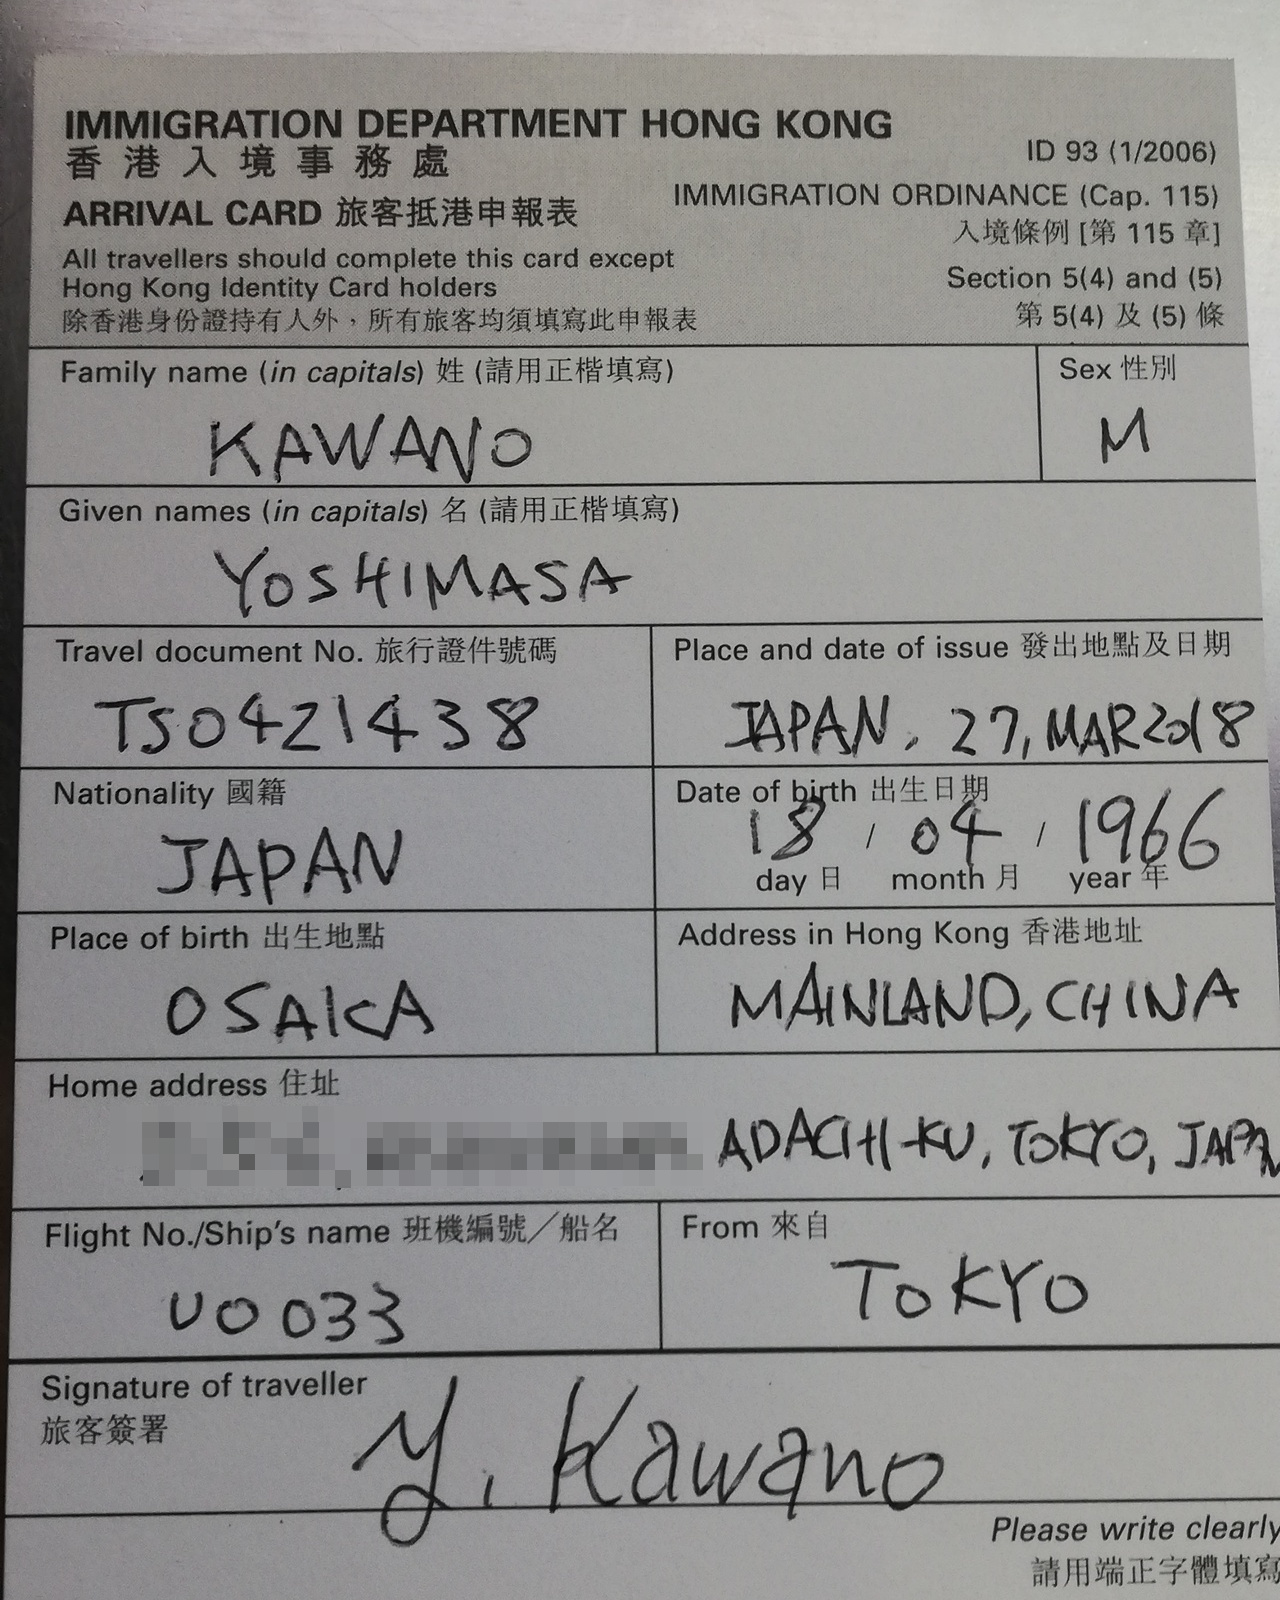 IMMIGRATION DEPARTMENT HONG KONG
香港入境事務處
ID 93 (1/2006)
ARRIVAL CARD 旅客抵港申報表
IMMIGRATION ORDINANCE (Cap. 115)
入境條例 [第 115 章]
All travellers should complete this card except
Hong Kong Identity Card holders
Section 5(4) and (5)
除香港身份證持有人外，所有旅客均須填寫此申報表
第 5(4) 及 (5) 條
Family name (in capitals) 姓 (請用正楷填寫)
KAWANO
Sex 性別
M
Given names (in capitals) 名 (請用正楷填寫)
YOSHIMASA
Travel document No. 旅行證件號碼
TS0421438
Place and date of issue 發出地點及日期
JAPAN, 27, MAR 2018
Nationality 國籍
JAPAN
Date of birth 出生日期
18 / 04 / 1966
day 日 month 月 year 年
Place of birth 出生地點
OSAKA
Address in Hong Kong 香港地址
MAINLAND, CHINA
Home address 住址
ADACHI-KU, TOKYO, JAPAN
Flight No./Ship's name 班機編號／船名
UO 033
From 來自
TOKYO
Signature of traveller
旅客簽署
Y. Kawano
Please write clearly
請用端正字體填寫